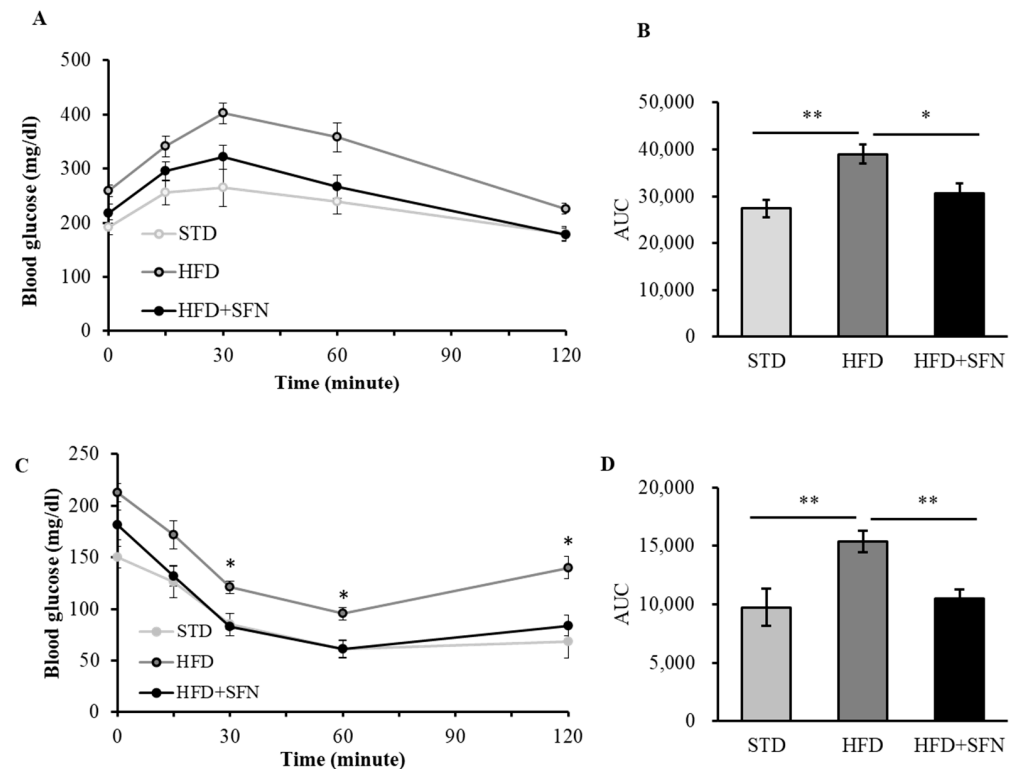 A
500
400
300
200
100
0
Blood glucose (mg/dl)
STD
HFD
HFD+SFN
0 30 60 90 120
Time (minute)
B
50,000
40,000
30,000
20,000
10,000
0
AUC
** *
STD HFD HFD+SFN
C
250
200
150
100
50
0
Blood glucose (mg/dl)
* * *
STD
HFD
HFD+SFN
0 30 60 90 120
Time (minute)
D
20,000
15,000
10,000
5,000
0
AUC
** **
STD HFD HFD+SFN